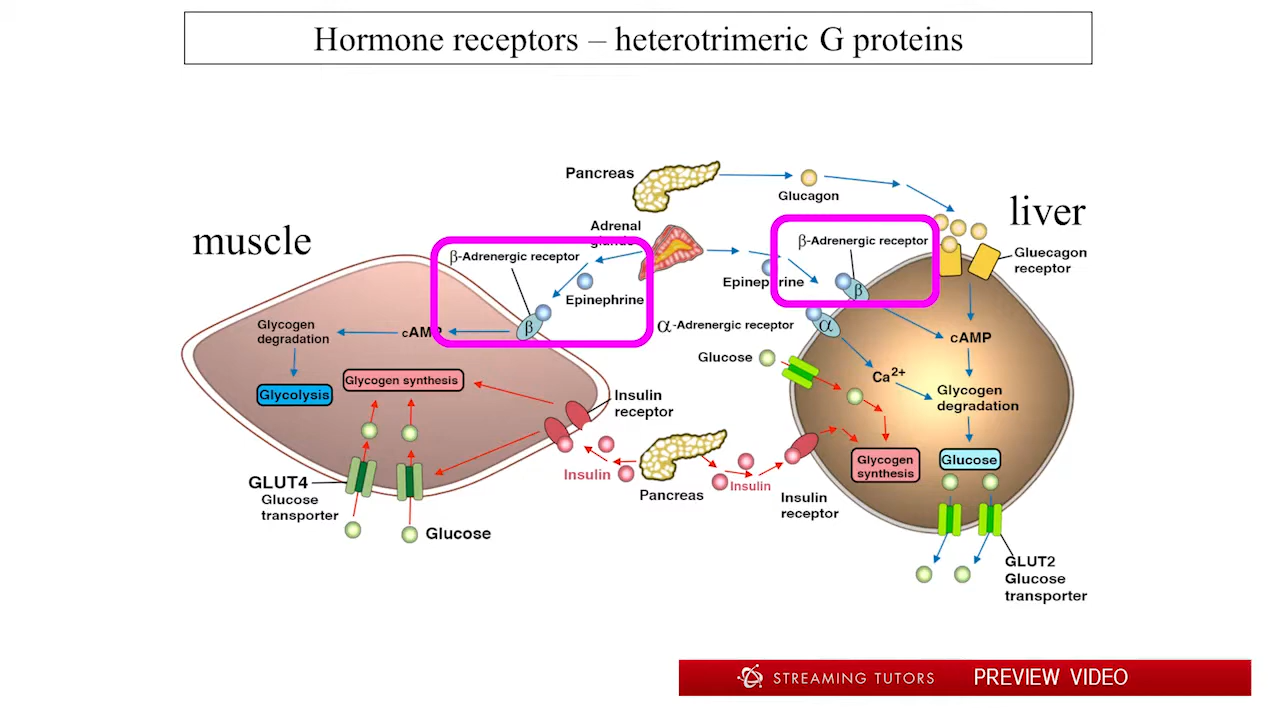 Hormone receptors – heterotrimeric G proteins
Pancreas
Glucagon
liver
muscle
Adrenal
glands
β-Adrenergic receptor
β-Adrenergic receptor
Gluecagon
receptor
Epinephrine
Epinephrine
β
β
α-Adrenergic receptor
α
Glycogen
degradation
cAMP
cAMP
Glucose
Ca2+
Glycogen synthesis
Glycolysis
Glycogen
degradation
Insulin
receptor
Insulin
Pancreas
Insulin
Glycogen
synthesis
Glucose
GLUT4
Glucose
transporter
Glucose
Insulin
receptor
GLUT2
Glucose
transporter
STREAMING TUTORS PREVIEW VIDEO